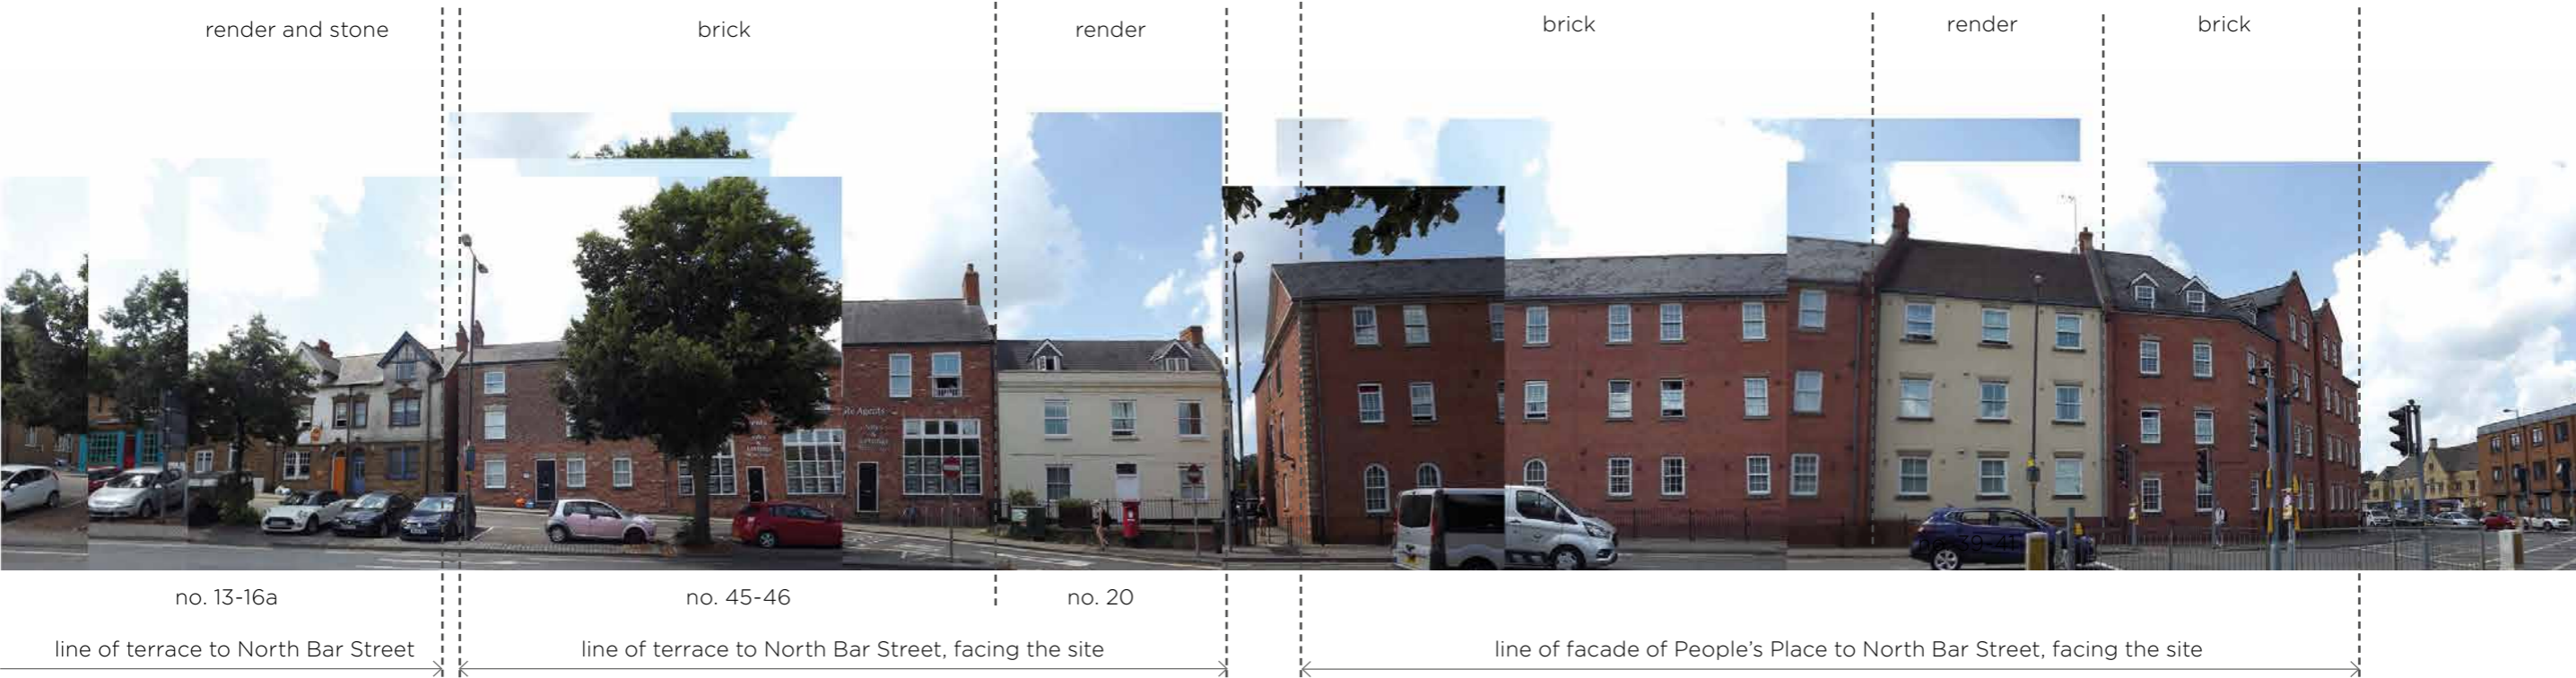 render and stone
brick
render
brick
render
brick
te Agents
no. 13-16a
no. 45-46
no. 20
line of terrace to North Bar Street
line of terrace to North Bar Street, facing the site
line of facade of People's Place to North Bar Street, facing the site